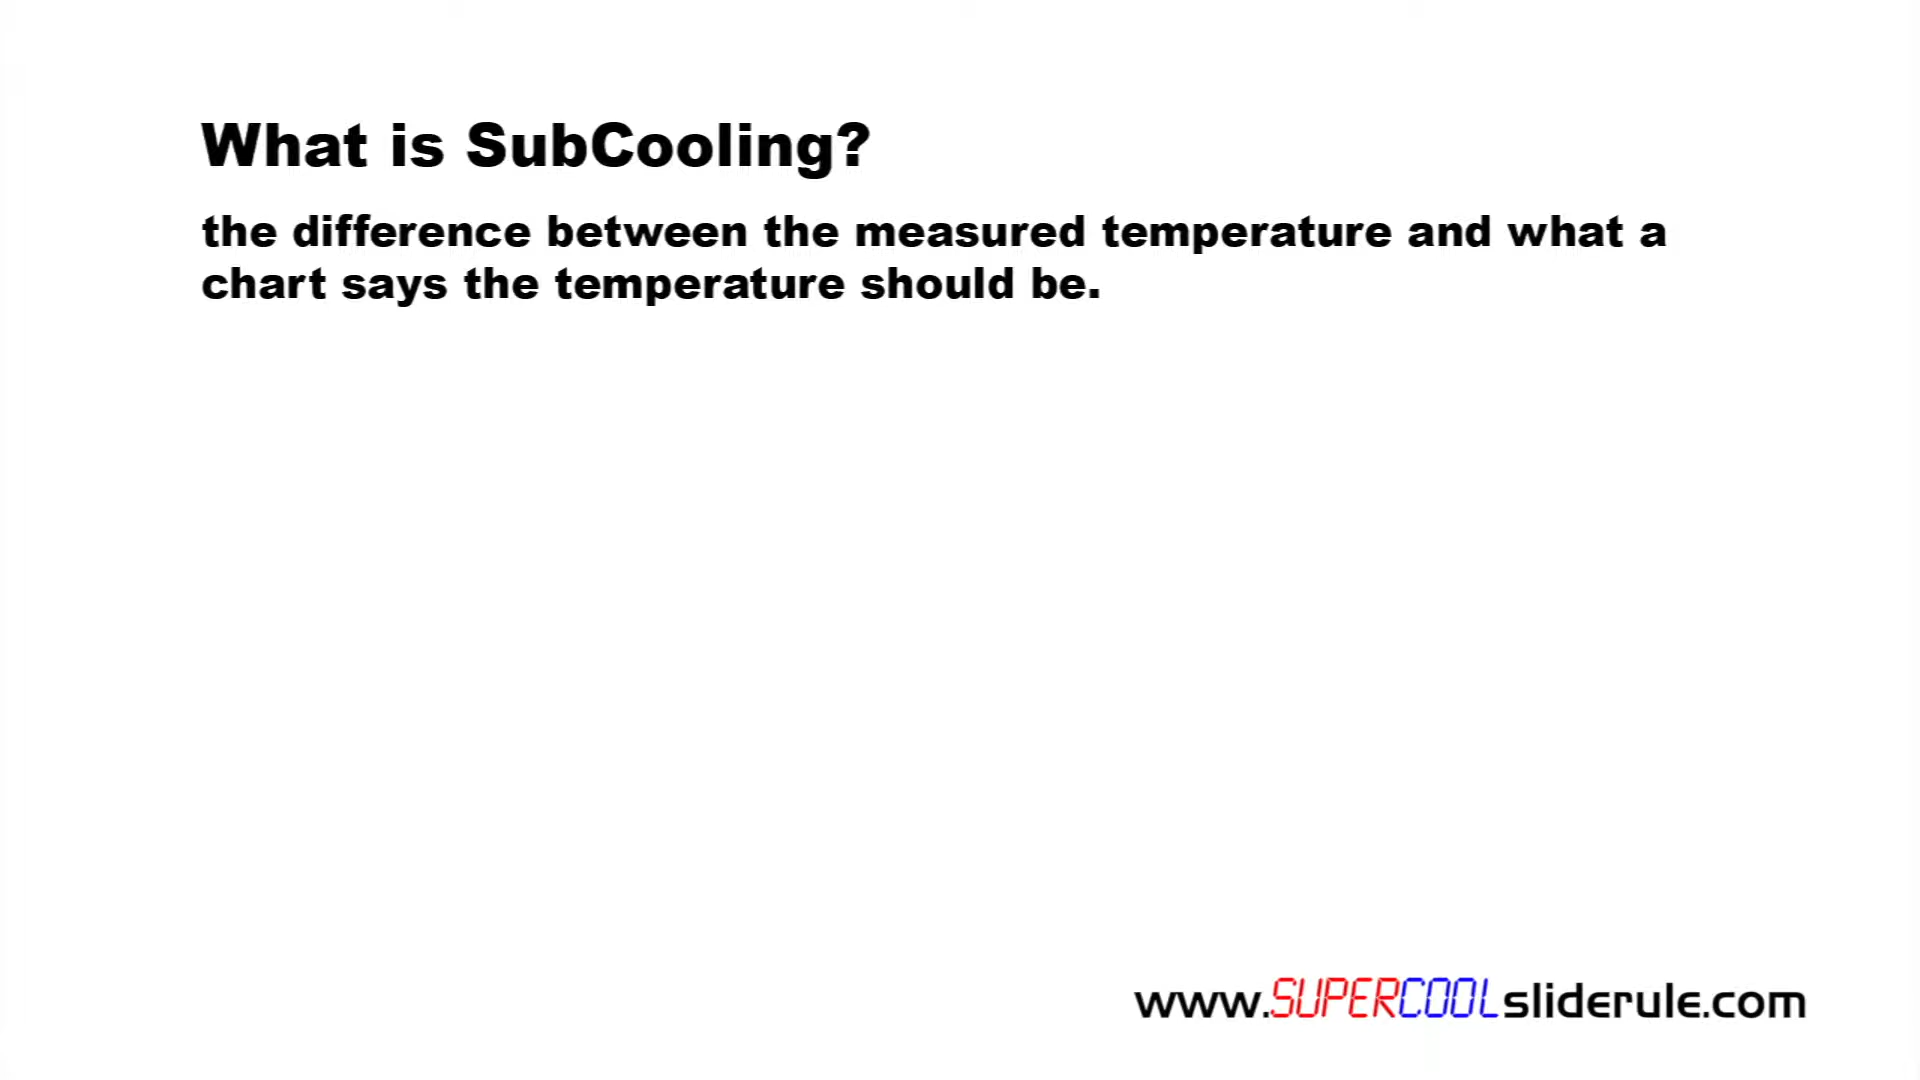 What is SubCooling?
the difference between the measured temperature and what a
chart says the temperature should be.
www.SUPERCOOLsliderule.com